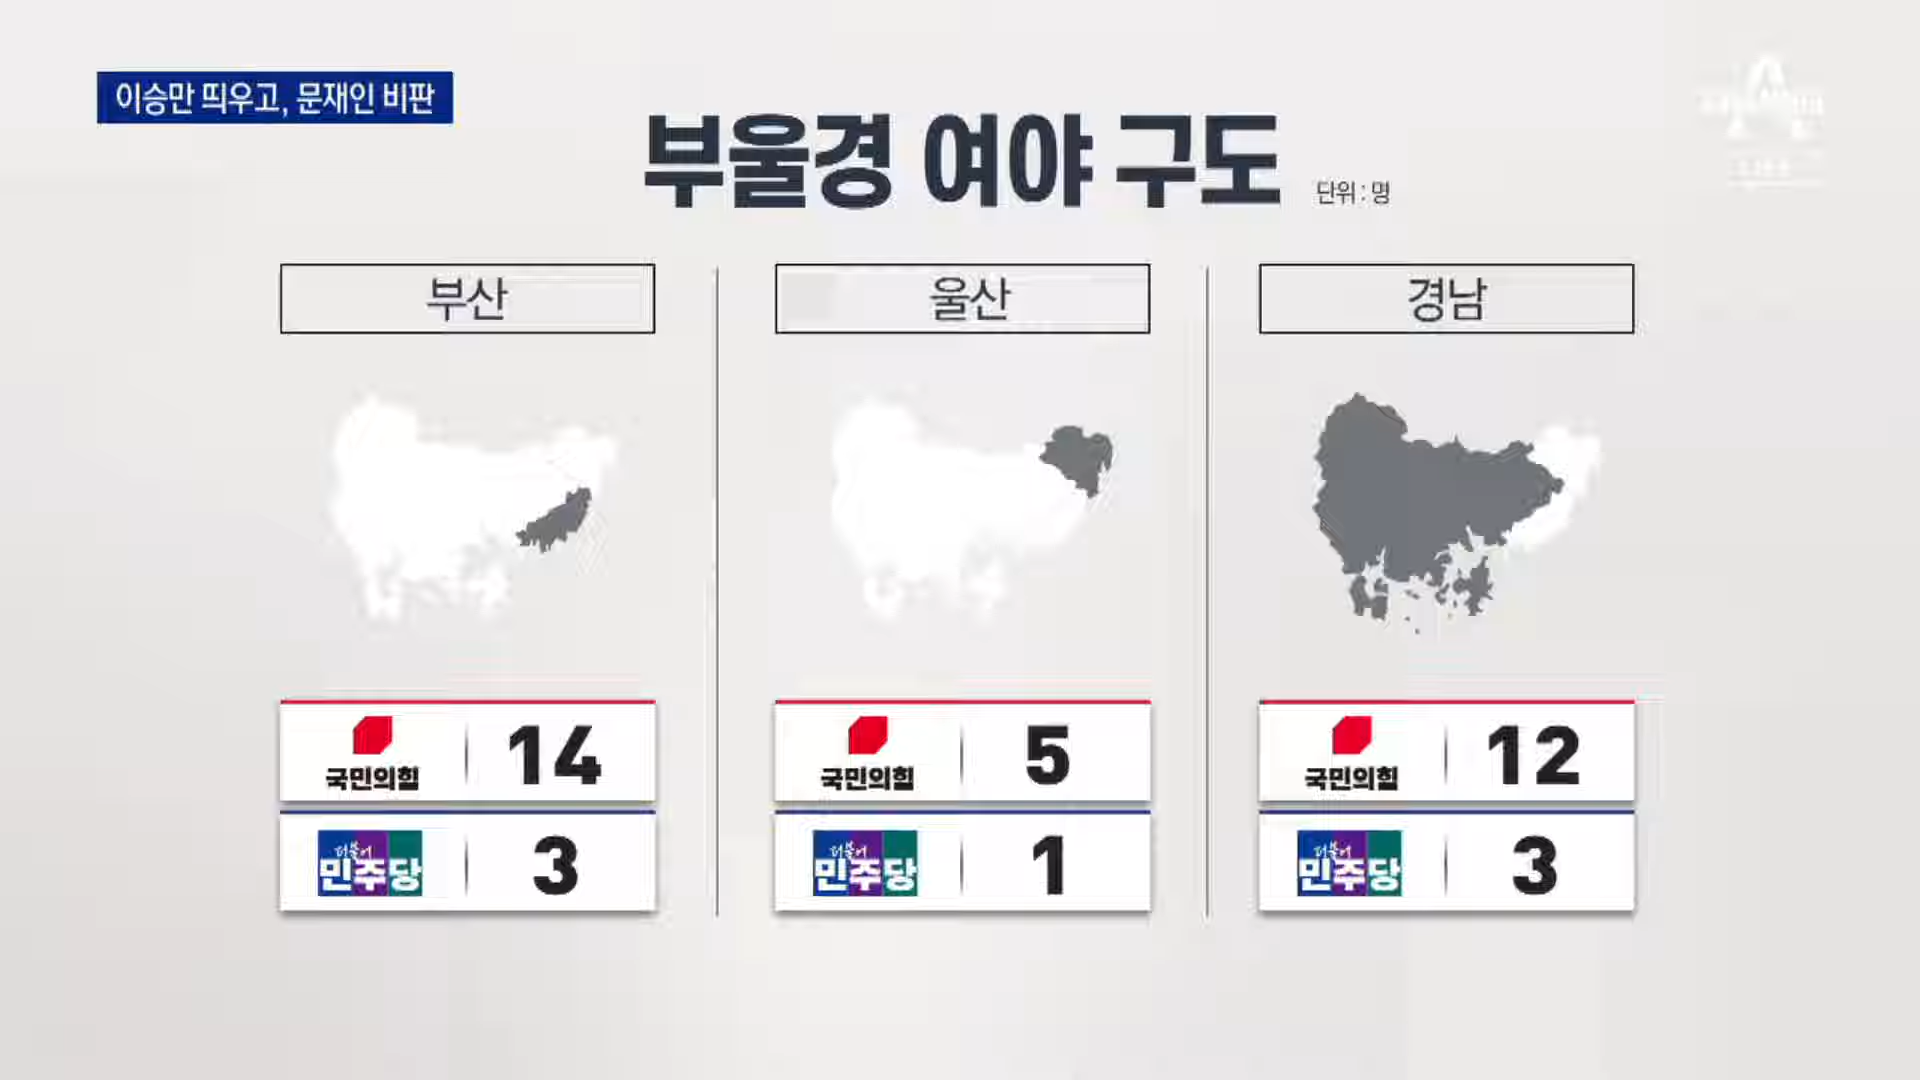 이승만 띄우고, 문재인 비판
부울경 여야 구도
단위 : 명
부산
울산
경남
국민의힘 14
더불어민주당 3
국민의힘 5
더불어민주당 1
국민의힘 12
더불어민주당 3